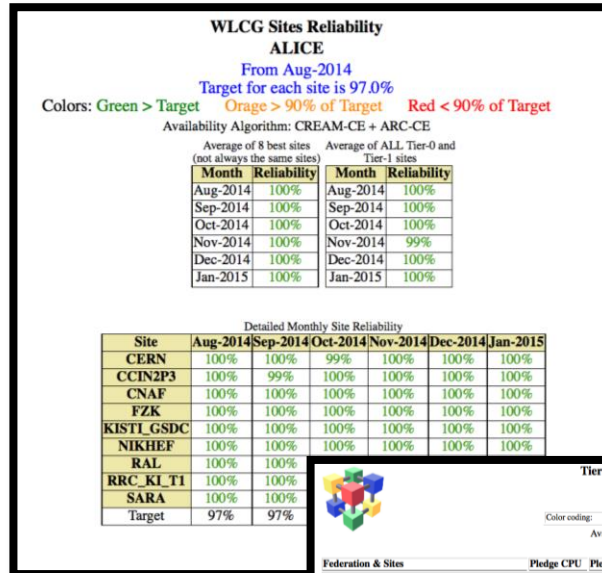 WLCG Sites Reliability
ALICE
From Aug-2014
Target for each site is 97.0%
Colors: Green > Target Orage > 90% of Target Red < 90% of Target
Availability Algorithm: CREAM-CE + ARC-CE
Average of 8 best sites
(not always the same sites)
Month Reliability
Aug-2014 100%
Sep-2014 100%
Oct-2014 100%
Nov-2014 100%
Dec-2014 100%
Jan-2015 100%
Average of ALL Tier-0 and
Tier-1 sites
Month Reliability
Aug-2014 100%
Sep-2014 100%
Oct-2014 100%
Nov-2014 99%
Dec-2014 100%
Jan-2015 100%
Detailed Monthly Site Reliability
Site Aug-2014 Sep-2014 Oct-2014 Nov-2014 Dec-2014 Jan-2015
CERN 100% 100% 99% 100% 100% 100%
CCIN2P3 100% 99% 100% 100% 100% 100%
CNAF 100% 100% 100% 100% 100% 100%
FZK 100% 100% 100% 100% 100% 100%
KISTI_GSDC 100% 100% 100% 100% 100% 100%
NIKHEF 100% 100% 100% 100% 100% 100%
RAL 100% 100%
RRC_KI_T1 100% 100%
SARA 100% 100%
Target 97% 97%
Tier
Color coding:
Av
Federation & Sites Pledge CPU Ple